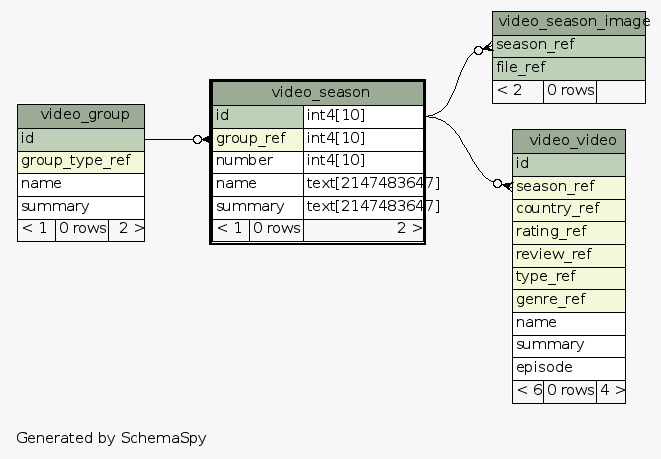 video_group
id
group_type_ref
name
summary
< 1 0 rows 2 >
video_season
id int4[10]
group_ref int4[10]
number int4[10]
name text[2147483647]
summary text[2147483647]
< 1 0 rows 2 >
video_season_image
season_ref
file_ref
< 2 0 rows
video_video
id
season_ref
country_ref
rating_ref
review_ref
type_ref
genre_ref
name
summary
episode
< 6 0 rows 4 >
Generated by SchemaSpy